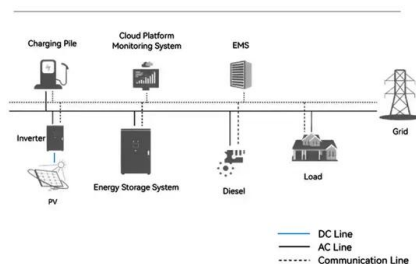 Charging Pile
Cloud Platform
Monitoring System
EMS
Grid
Inverter
PV
Energy Storage System
Diesel
Load
DC Line
AC Line
Communication Line